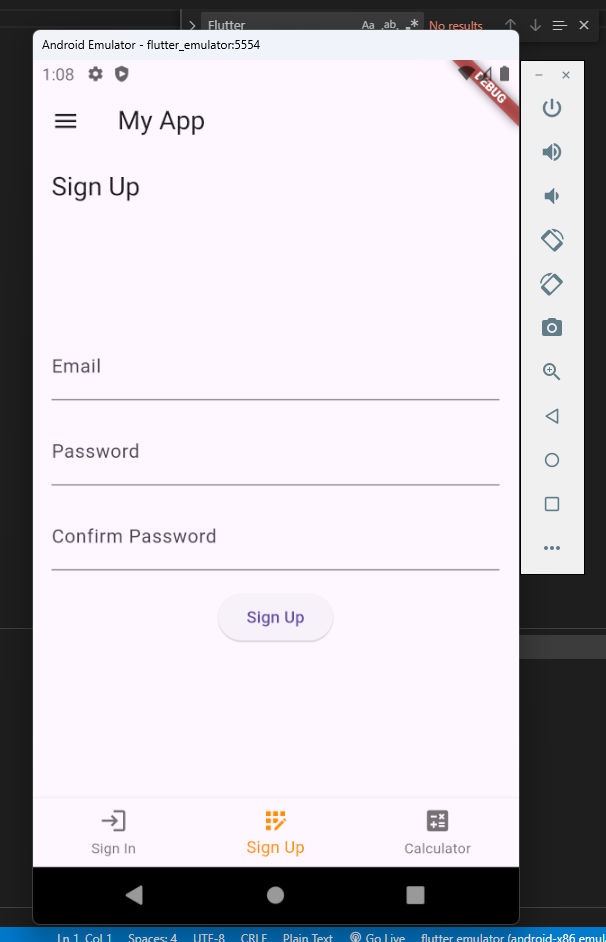 Flutter Aa ab No results
Android Emulator - flutter_emulator:5554
1:08
DEBUG
My App
Sign Up
Email
Password
Confirm Password
Sign Up
Sign In Sign Up Calculator
Ln 1, Col 1 Spaces: 4 UTF-8 CRLF Plain Text Go Live flutter emulator (android-x86 emul